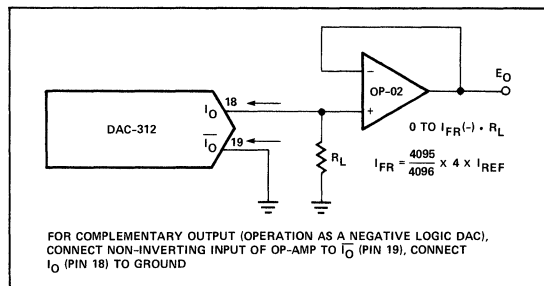 DAC-312
I_O
18
I̅_O̅
19
R_L
−
+
OP-02
E_O
0 TO I_FR(-) • R_L
I_FR = 4095/4096 x 4 x I_REF
FOR COMPLEMENTARY OUTPUT (OPERATION AS A NEGATIVE LOGIC DAC),
CONNECT NON-INVERTING INPUT OF OP-AMP TO I̅_O̅ (PIN 19), CONNECT
I_O (PIN 18) TO GROUND